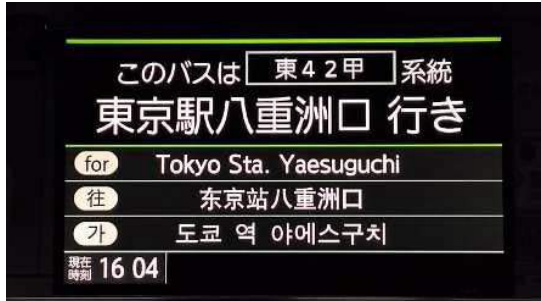 このバスは 東42甲 系統
東京駅八重洲口 行き
for Tokyo Sta. Yaesuguchi
往 东京站八重洲口
가 도쿄 역 야에스구치
現在時刻 16 04